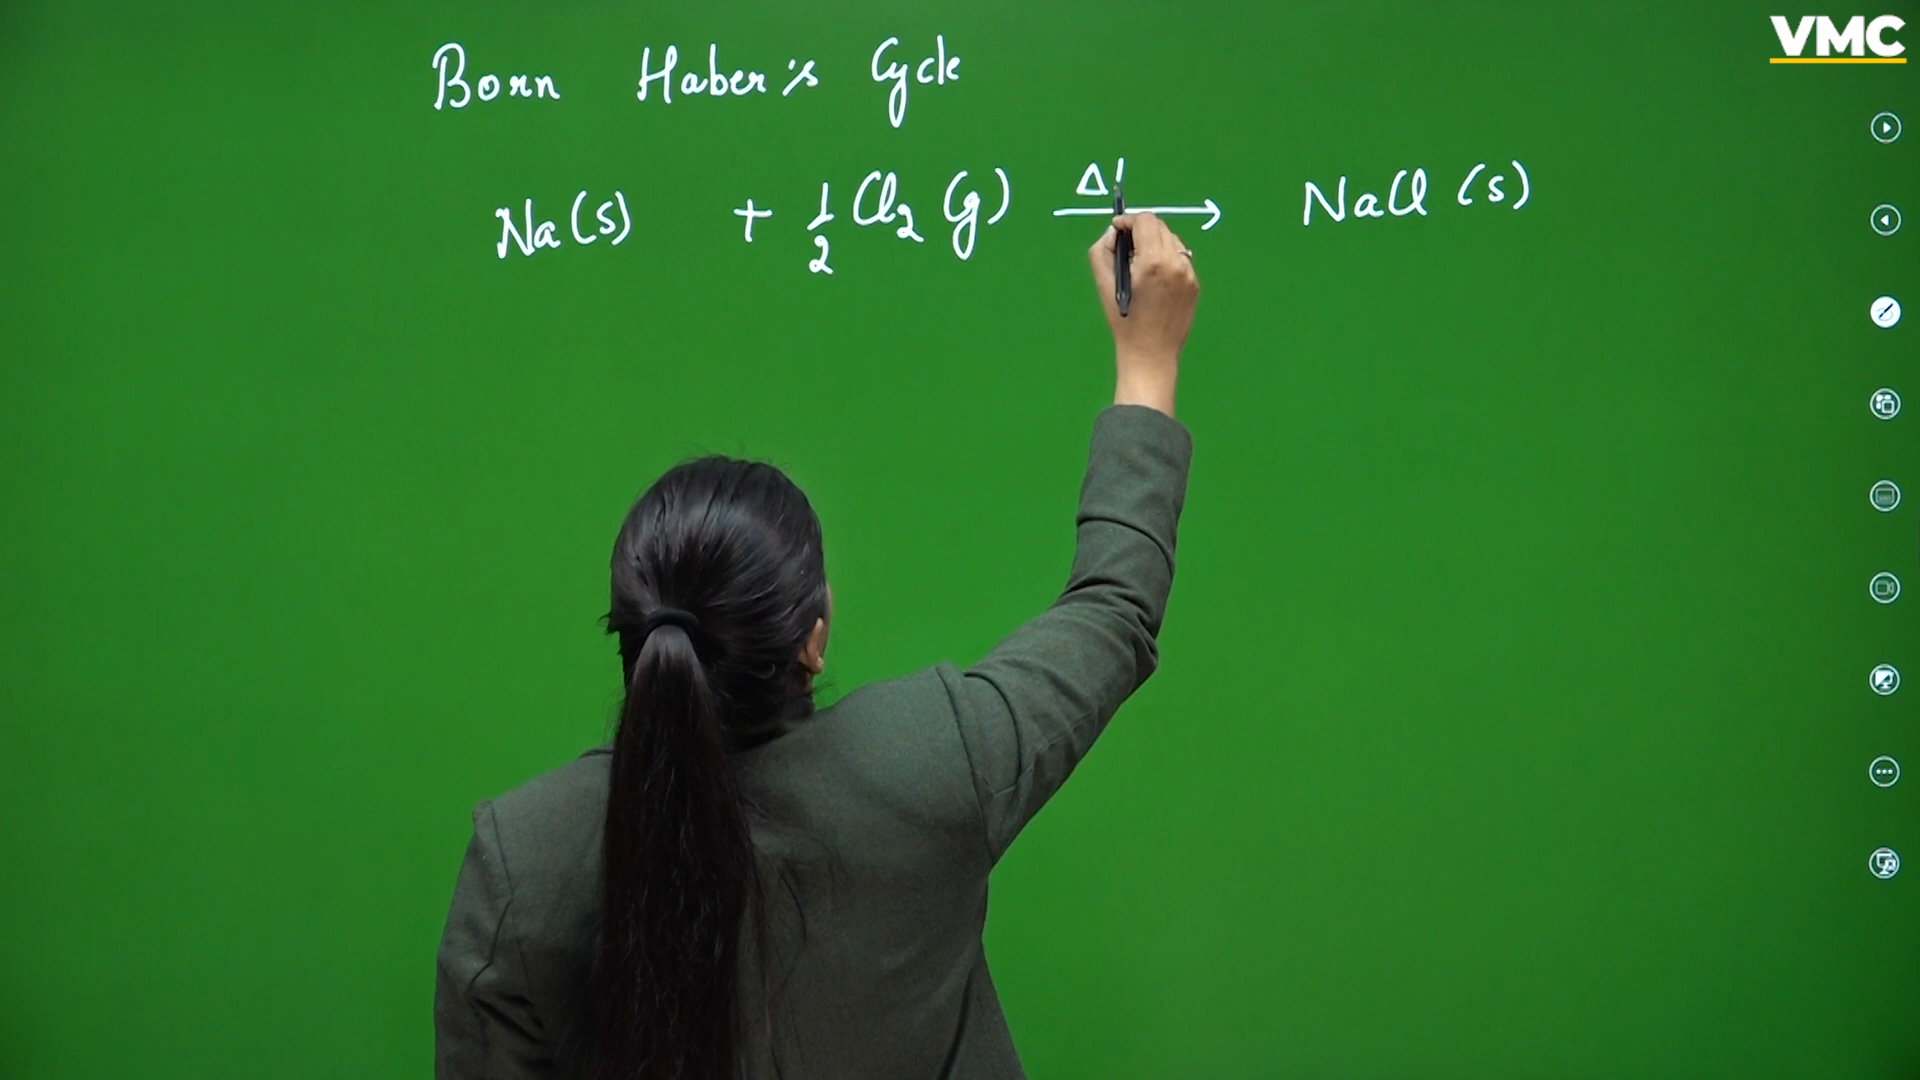 VMC
Born Haber's Cycle
Na(s) + 1/2 Cl2 (g) Δ → NaCl (s)